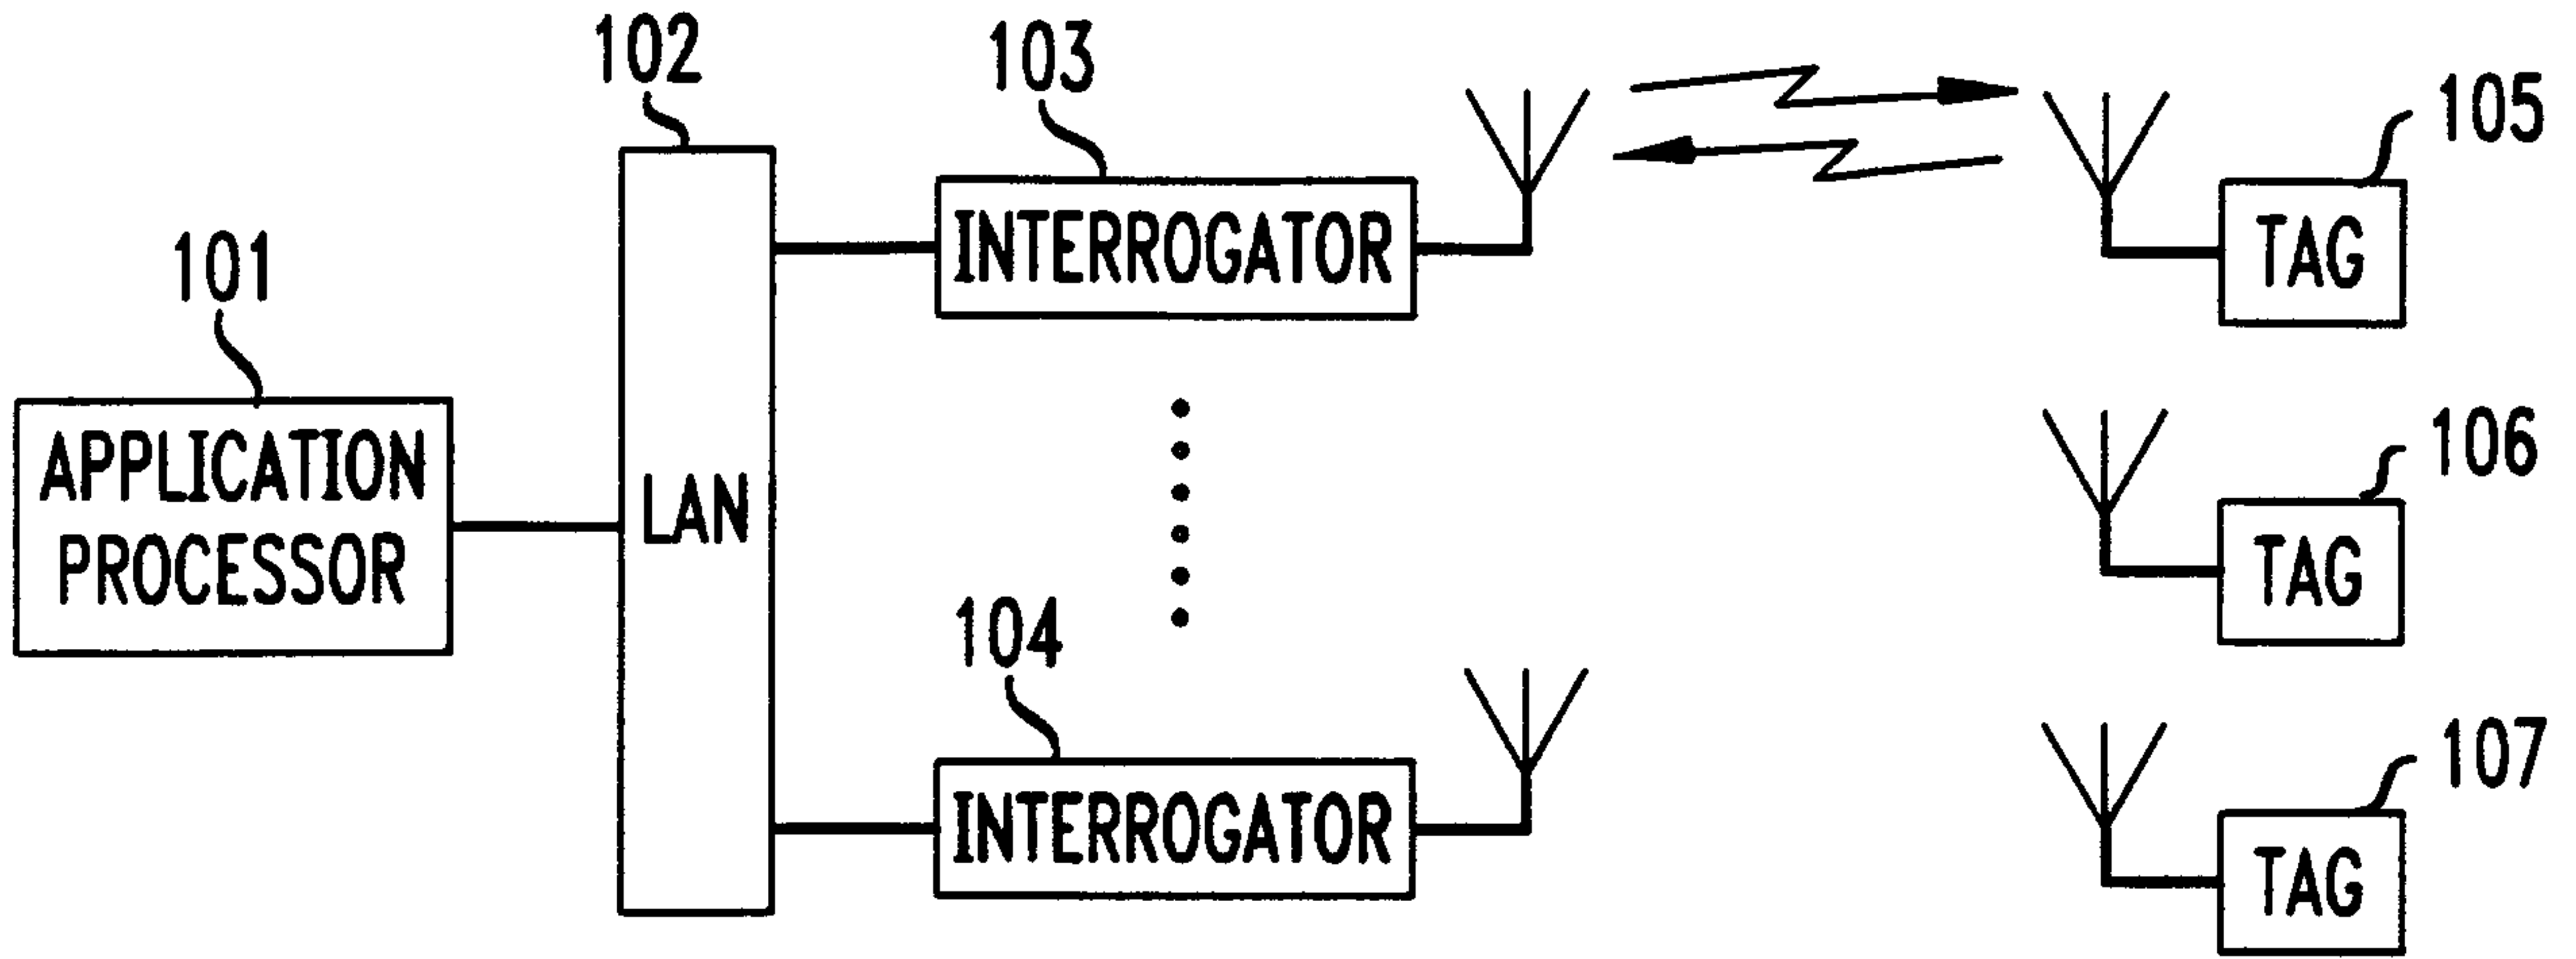 102
103
105
INTERROGATOR
TAG
101
APPLICATION
PROCESSOR
LAN
106
TAG
104
INTERROGATOR
107
TAG